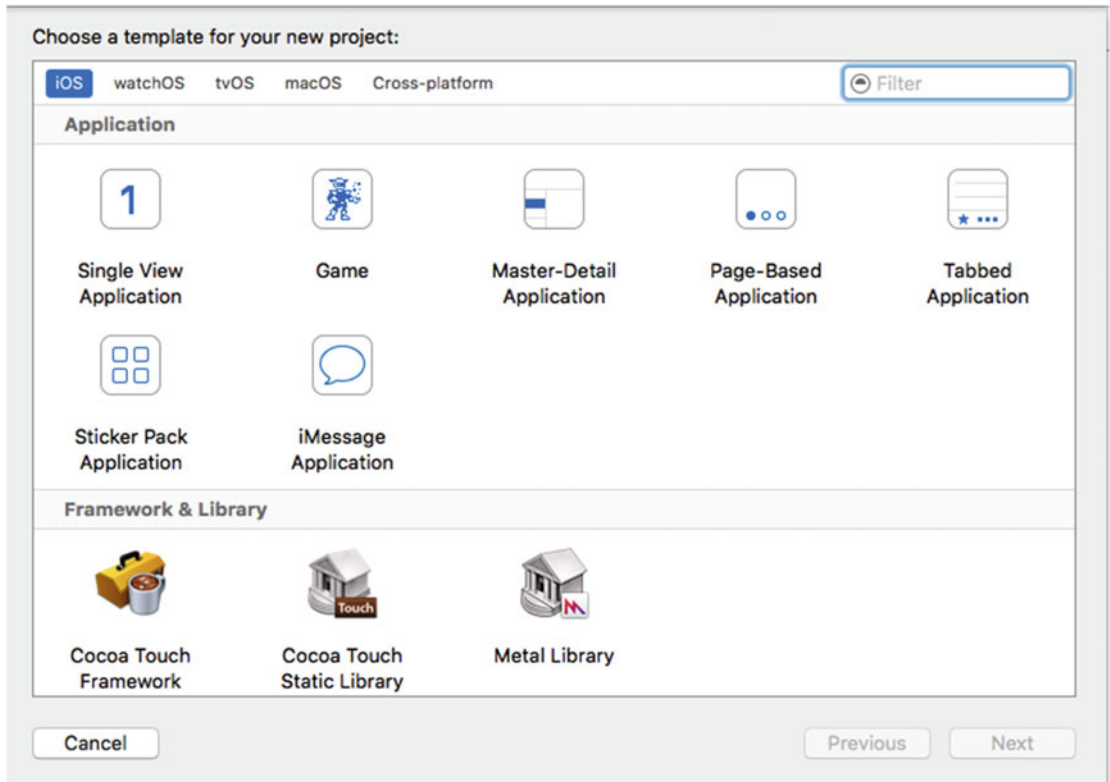 Choose a template for your new project:
iOS watchOS tvOS macOS Cross-platform Filter
Application
1
Single View Application
Game
Master-Detail Application
Page-Based Application
Tabbed Application
Sticker Pack Application
iMessage Application
Framework & Library
Touch
Cocoa Touch Framework
Cocoa Touch Static Library
Metal Library
Cancel Previous Next